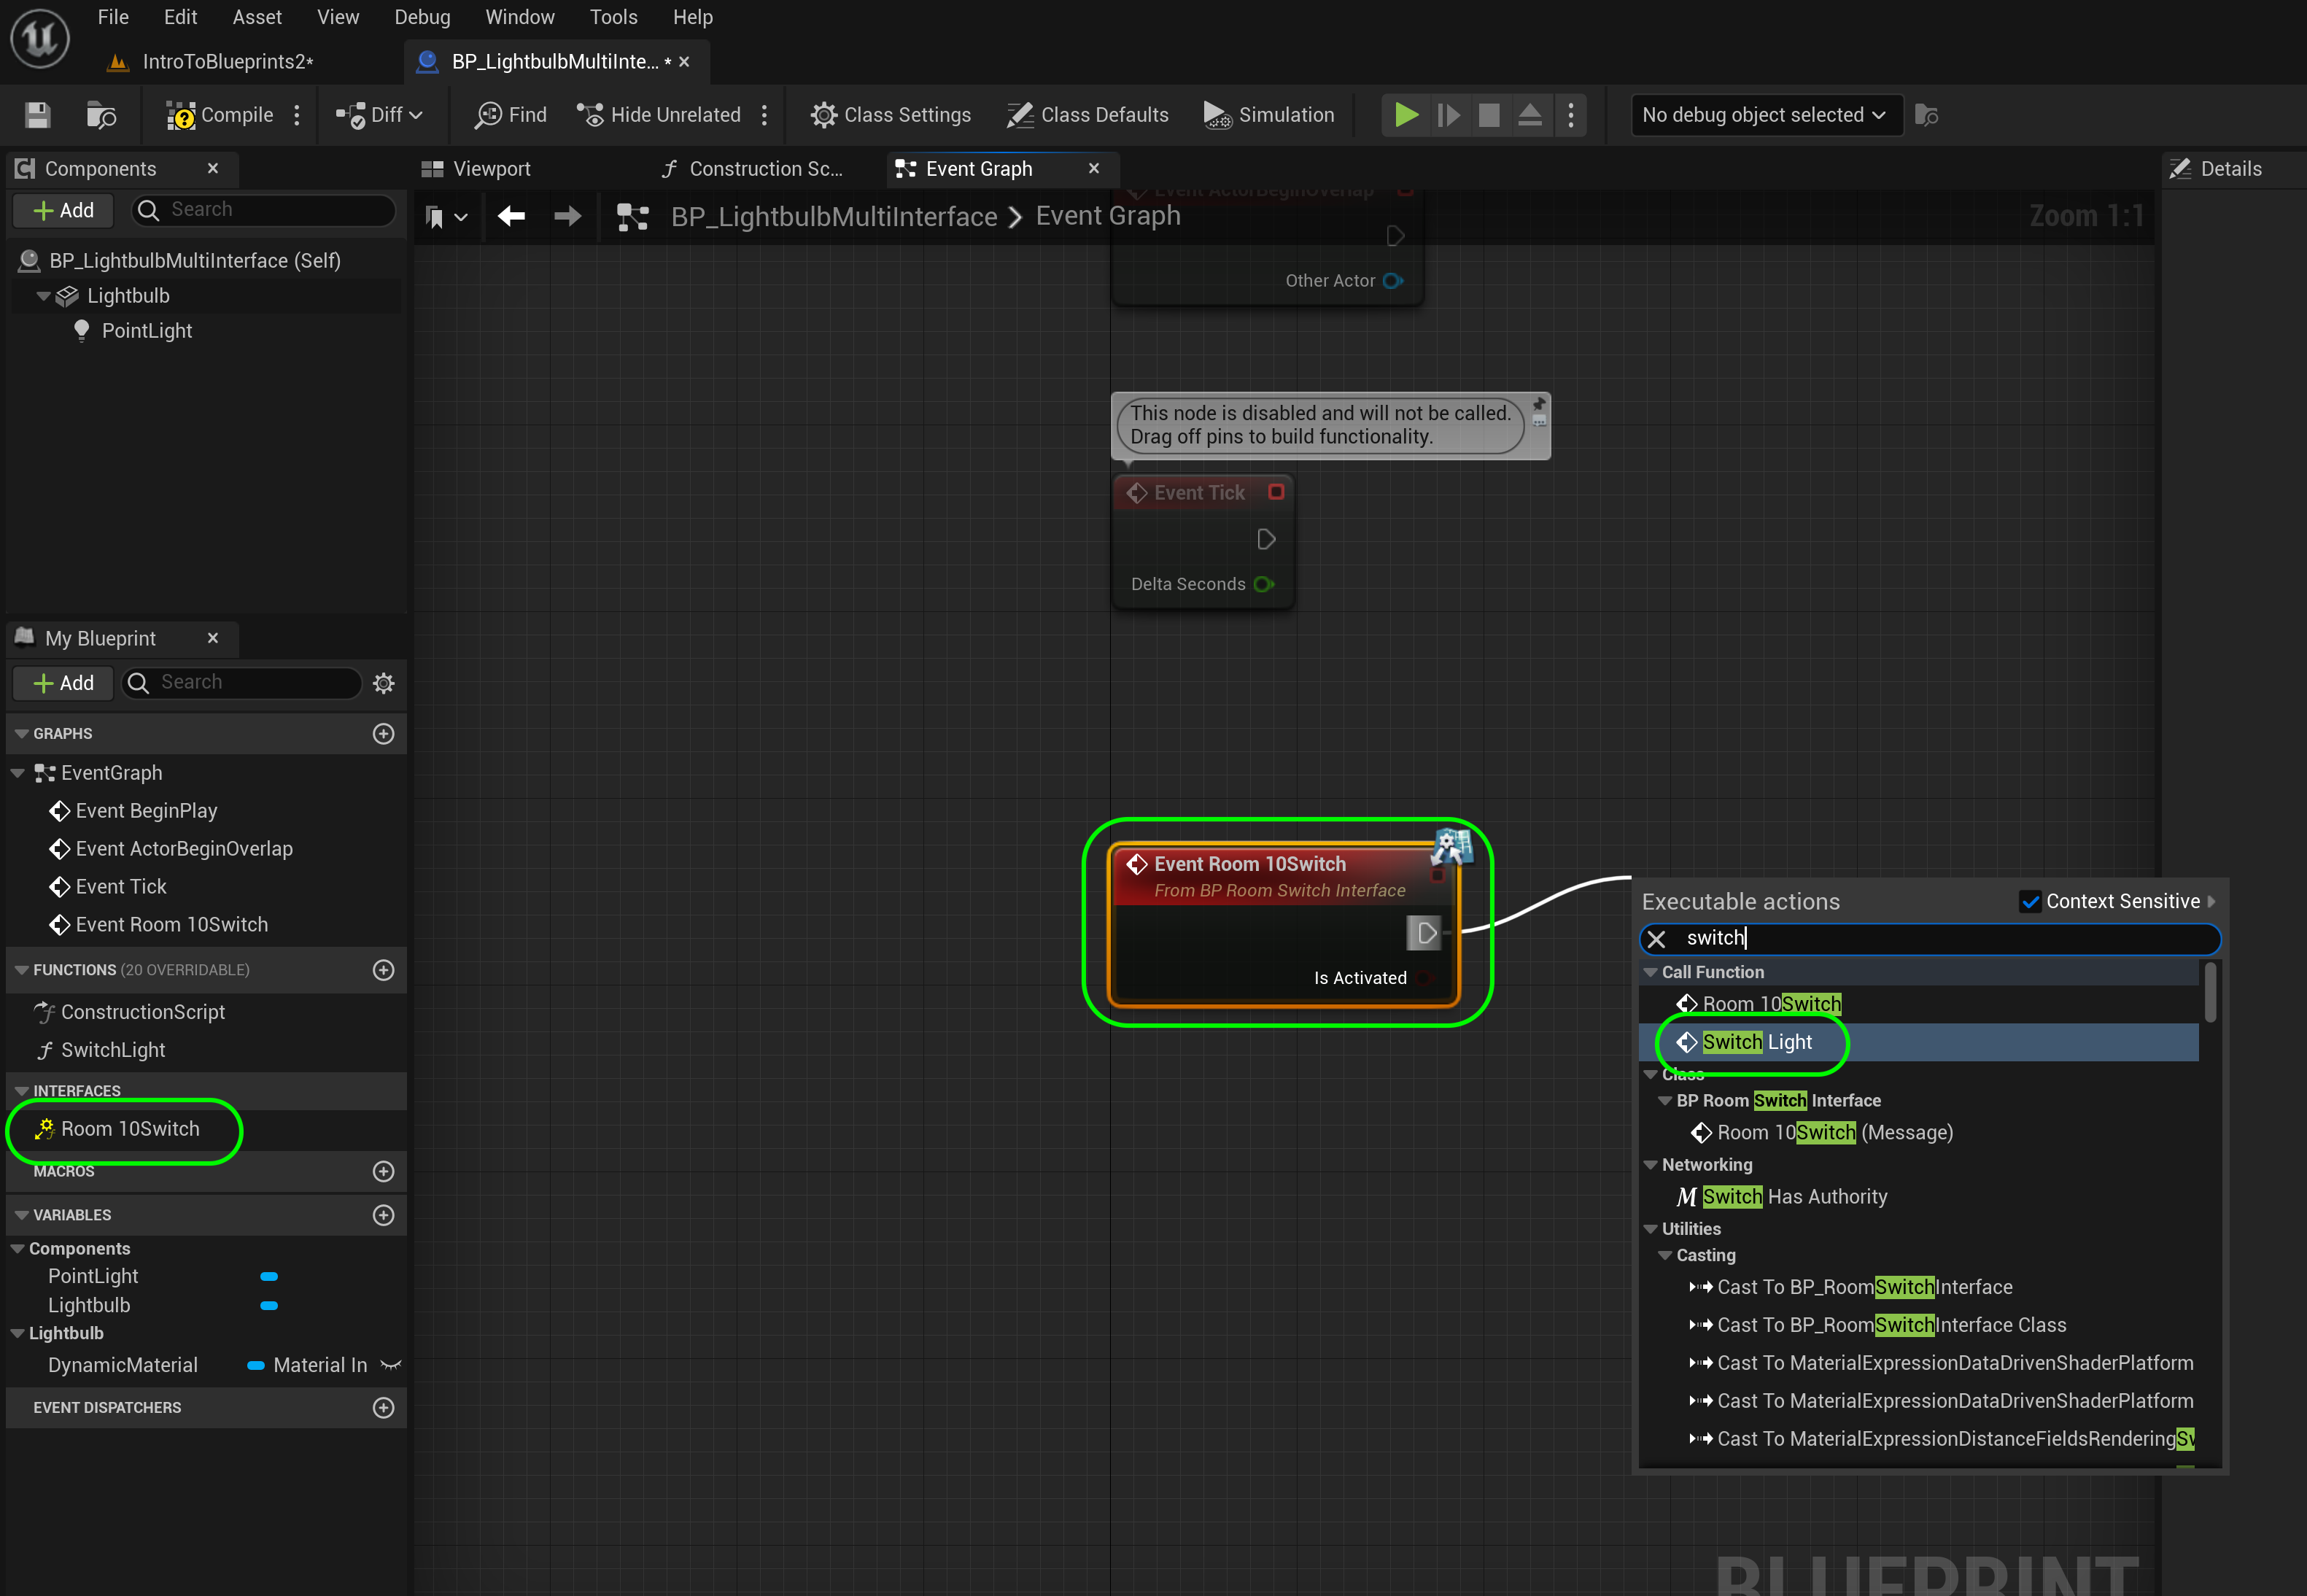 File Edit Asset View Debug Window Tools Help
IntroToBlueprints2*
BP_LightbulbMultiInte... *
Compile Diff Find Hide Unrelated Class Settings Class Defaults Simulation No debug object selected
Components
Viewport Construction Sc... Event Graph
Details
Add Search
BP_LightbulbMultiInterface > Event Graph
Zoom 1:1
Event ActorBeginOverlap
Other Actor
BP_LightbulbMultiInterface (Self)
Lightbulb
PointLight
This node is disabled and will not be called.
Drag off pins to build functionality.
Event Tick
Delta Seconds
My Blueprint
Add Search
GRAPHS
EventGraph
Event BeginPlay
Event ActorBeginOverlap
Event Tick
Event Room 10Switch
FUNCTIONS (20 OVERRIDABLE)
ConstructionScript
SwitchLight
INTERFACES
Room 10Switch
MACROS
VARIABLES
Components
PointLight
Lightbulb
Lightbulb
DynamicMaterial Material In
EVENT DISPATCHERS
Event Room 10Switch
From BP Room Switch Interface
Is Activated
Executable actions Context Sensitive
switch
Call Function
Room 10Switch
Switch Light
Class
BP Room Switch Interface
Room 10Switch (Message)
Networking
Switch Has Authority
Utilities
Casting
Cast To BP_RoomSwitchInterface
Cast To BP_RoomSwitchInterface Class
Cast To MaterialExpressionDataDrivenShaderPlatform
Cast To MaterialExpressionDataDrivenShaderPlatform
Cast To MaterialExpressionDistanceFieldsRenderingSw
BLUEPRINT